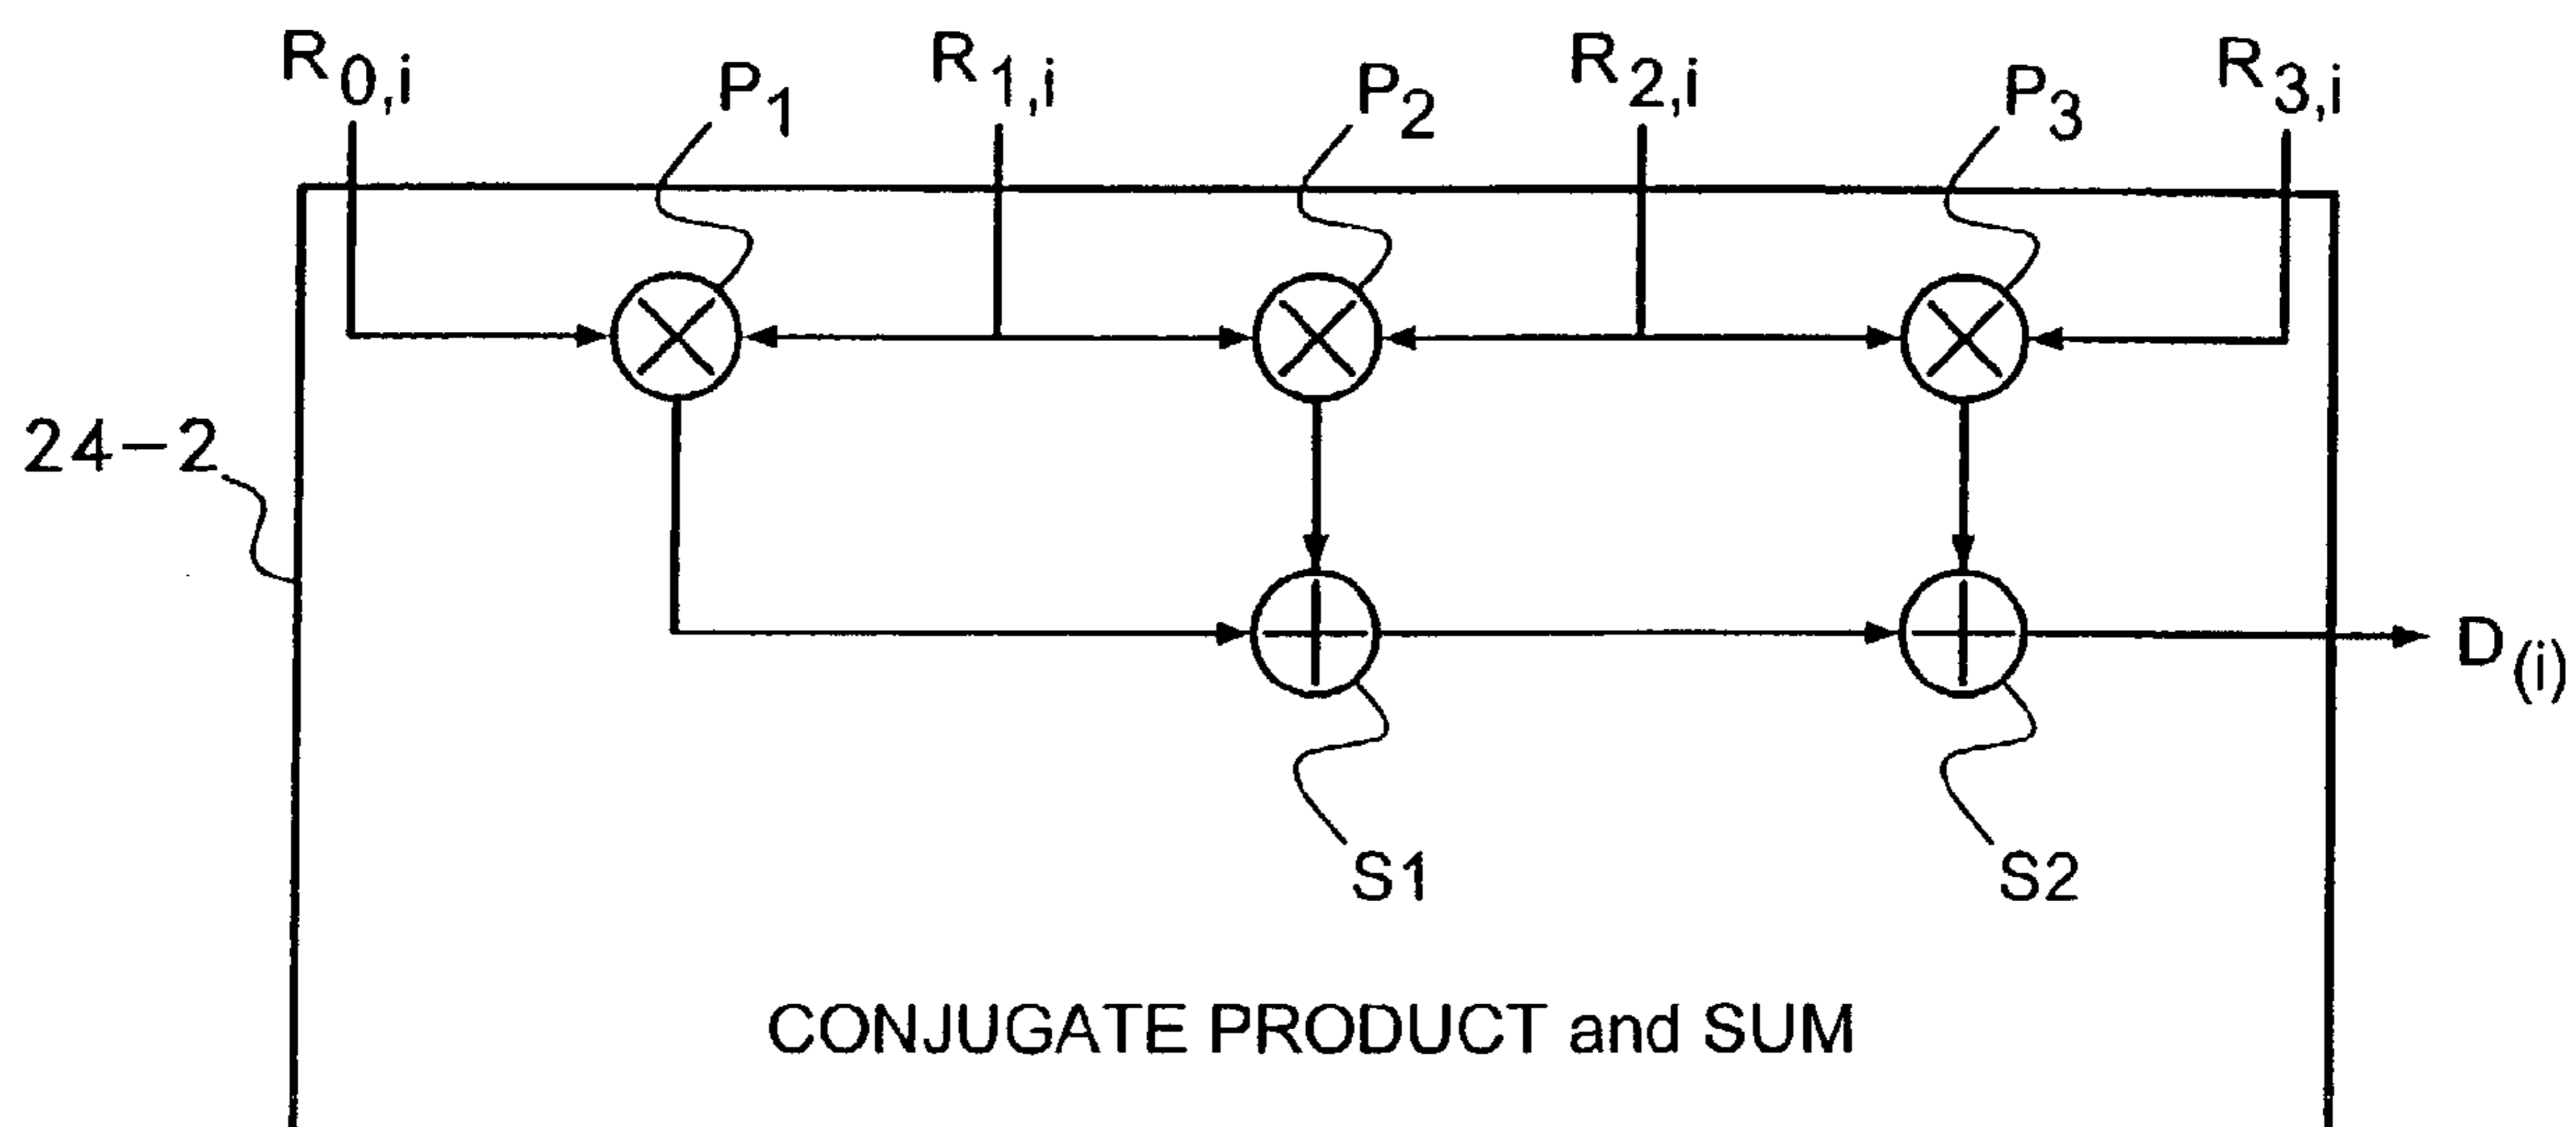 R0,i
P1
R1,i
P2
R2,i
P3
R3,i
24-2
D(i)
S1
S2
CONJUGATE PRODUCT and SUM